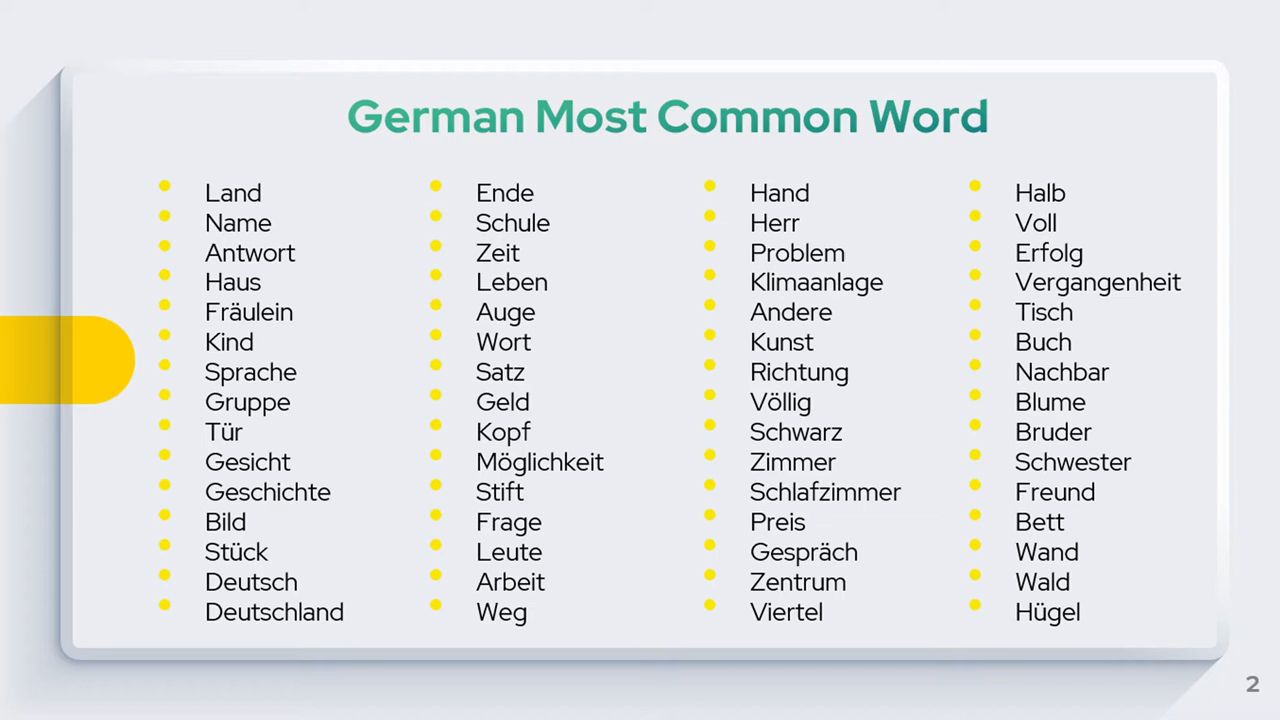 German Most Common Word
Land
Name
Antwort
Haus
Fräulein
Kind
Sprache
Gruppe
Tür
Gesicht
Geschichte
Bild
Stück
Deutsch
Deutschland
Ende
Schule
Zeit
Leben
Auge
Wort
Satz
Geld
Kopf
Möglichkeit
Stift
Frage
Leute
Arbeit
Weg
Hand
Herr
Problem
Klimaanlage
Andere
Kunst
Richtung
Völlig
Schwarz
Zimmer
Schlafzimmer
Preis
Gespräch
Zentrum
Viertel
Halb
Voll
Erfolg
Vergangenheit
Tisch
Buch
Nachbar
Blume
Bruder
Schwester
Freund
Bett
Wand
Wald
Hügel
2